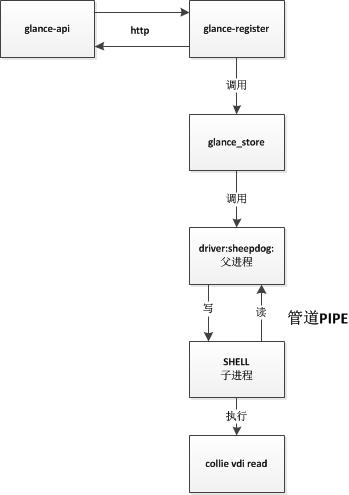 glance-api
http
glance-register
调用
glance_store
调用
driver:sheepdog:
父进程
写
读
管道PIPE
SHELL
子进程
执行
collie vdi read